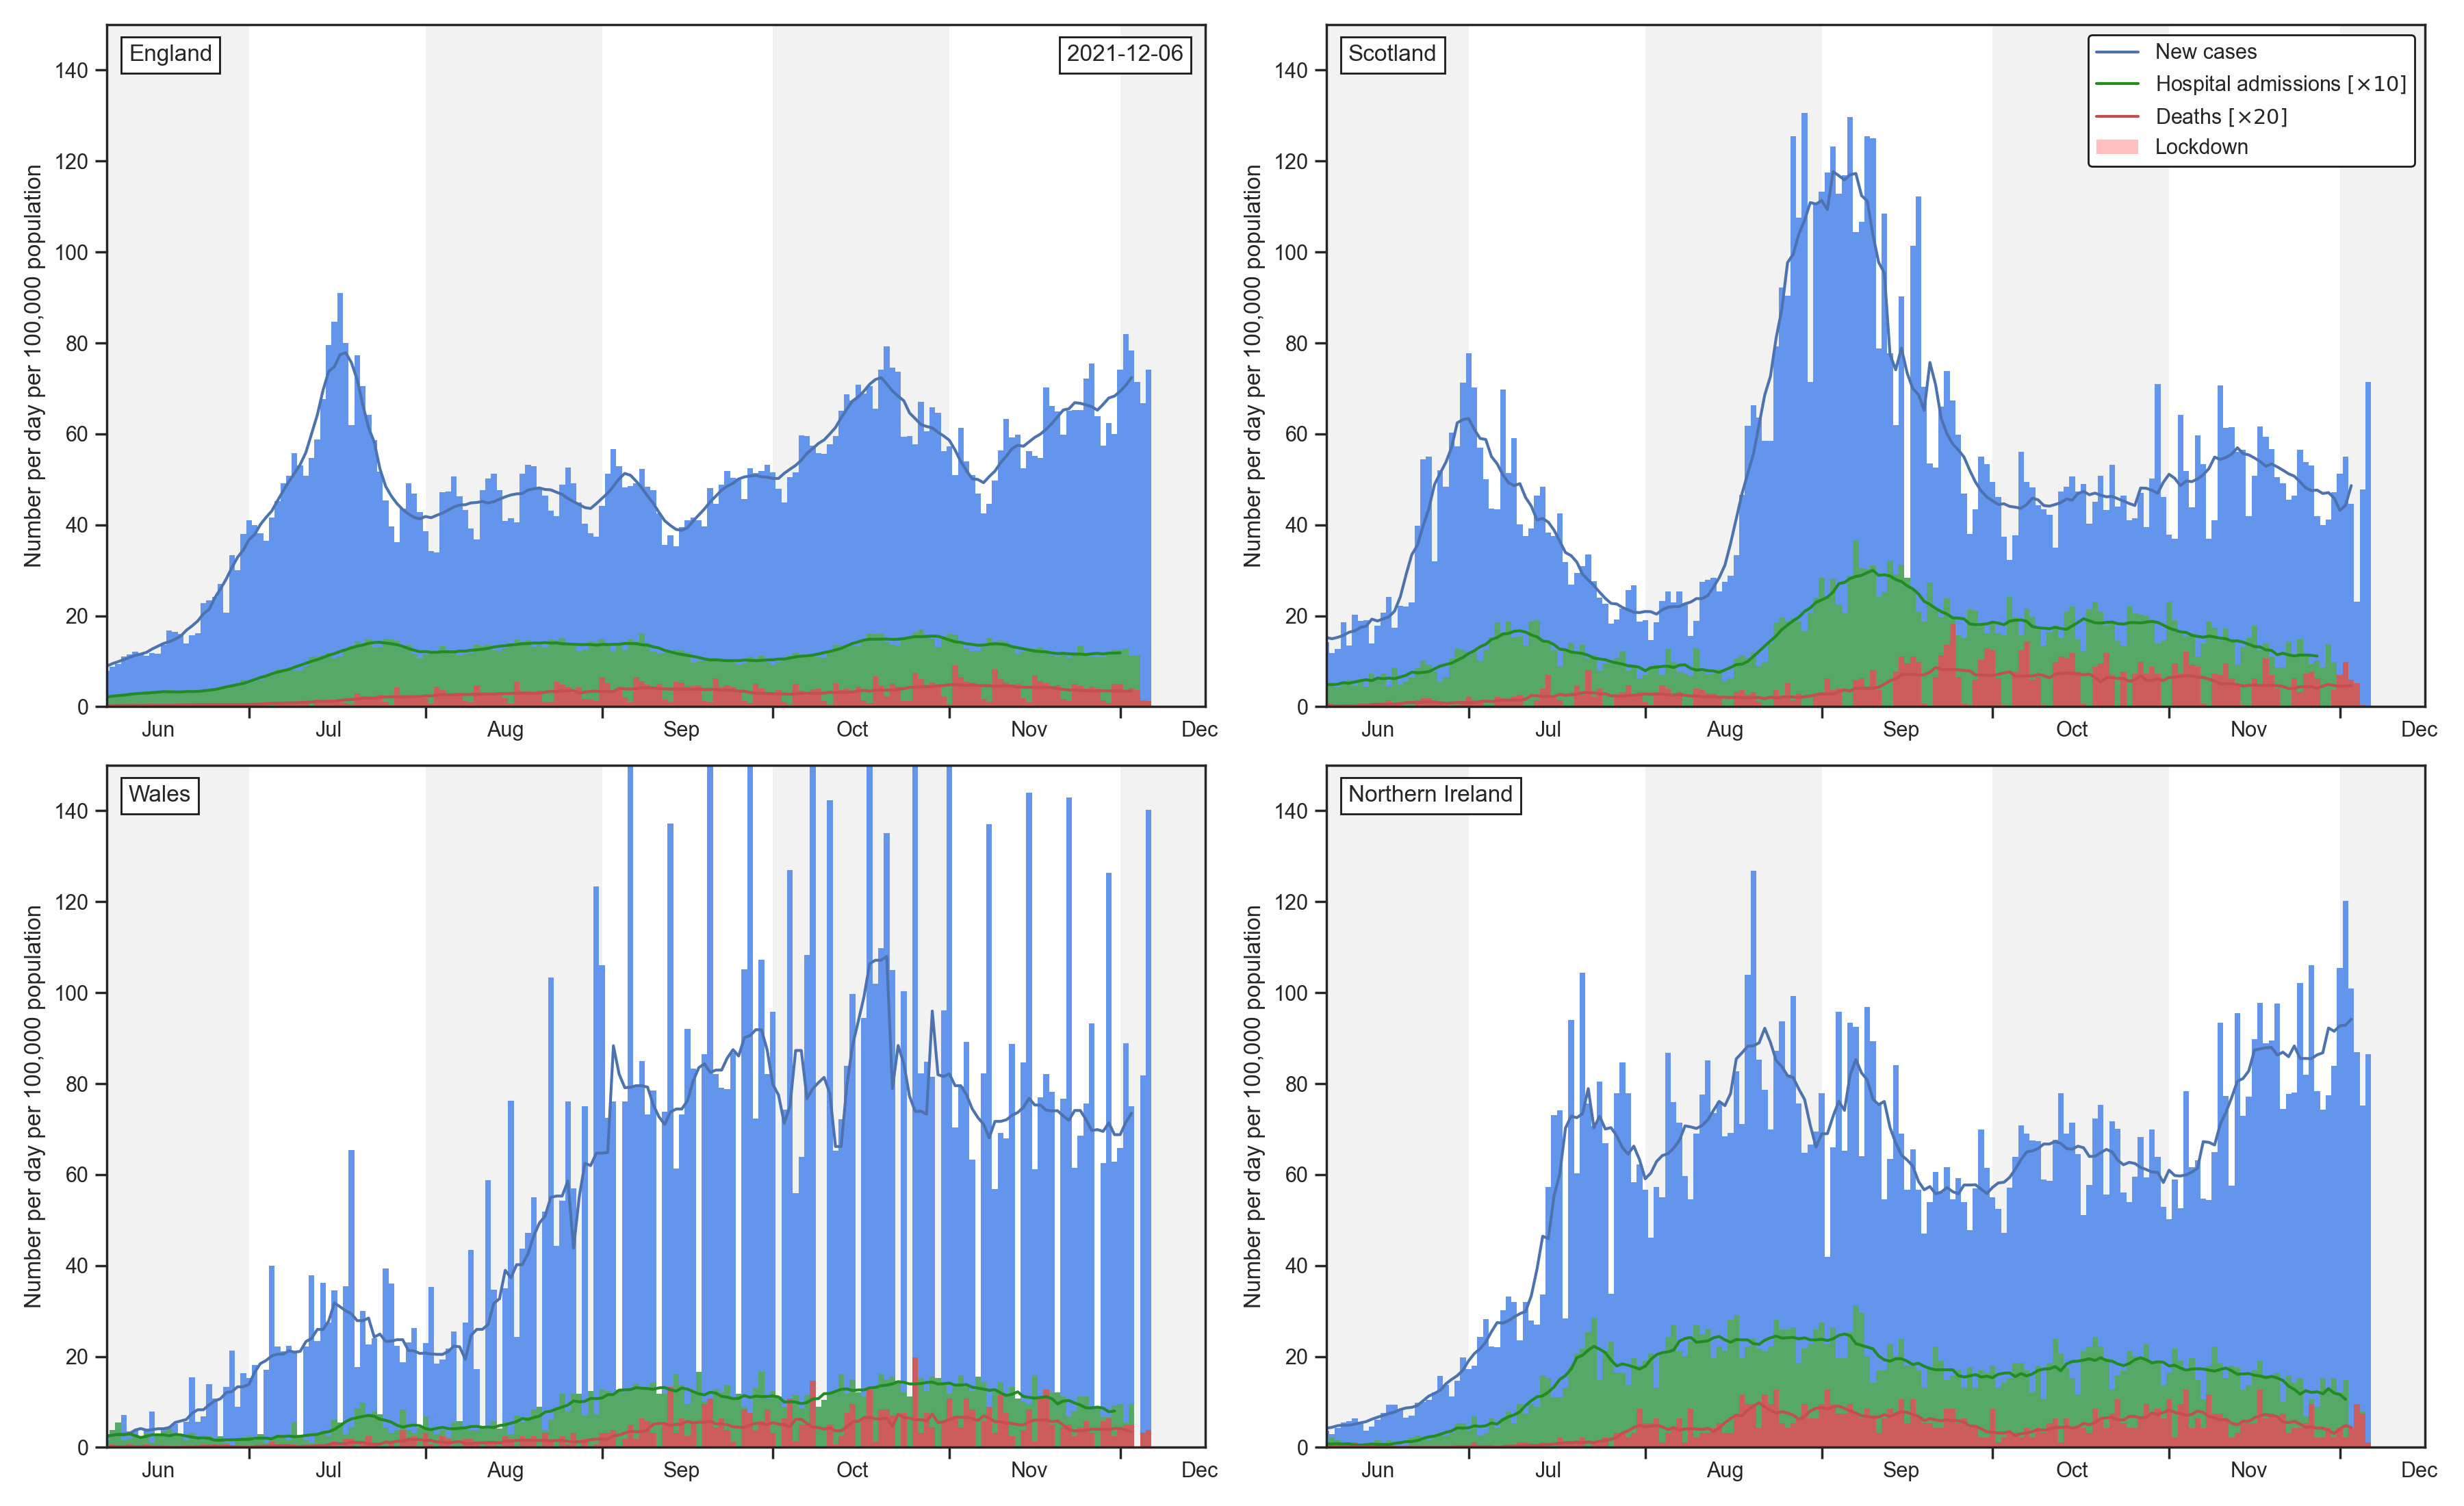 England
2021-12-06
Number per day per 100,000 population
140
120
100
80
60
40
20
0
Jun Jul Aug Sep Oct Nov Dec
Scotland
New cases
Hospital admissions [×10]
Deaths [×20]
Lockdown
Number per day per 100,000 population
140
120
100
80
60
40
20
0
Jun Jul Aug Sep Oct Nov Dec
Wales
Number per day per 100,000 population
140
120
100
80
60
40
20
0
Jun Jul Aug Sep Oct Nov Dec
Northern Ireland
Number per day per 100,000 population
140
120
100
80
60
40
20
0
Jun Jul Aug Sep Oct Nov Dec